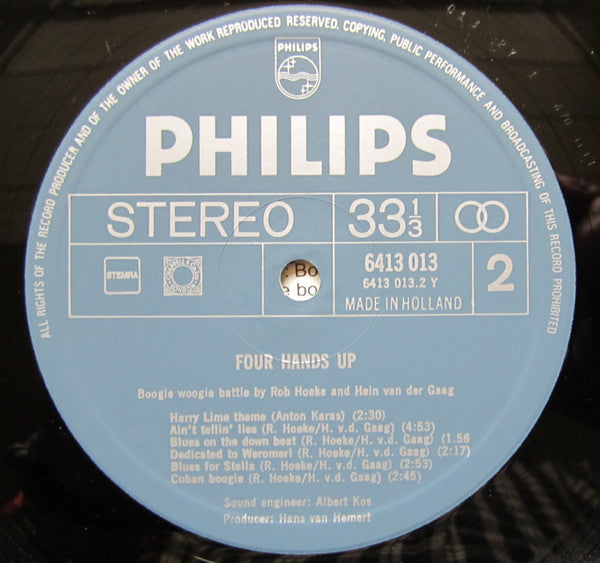 ALL RIGHTS OF THE RECORD PRODUCER AND OF THE OWNER OF THE WORK REPRODUCED RESERVED. COPYING, PUBLIC PERFORMANCE AND BROADCASTING OF THIS RECORD PROHIBITED
PHILIPS
PHILIPS
STEREO 33 1/3
STEMRA
6413 013
6413 013.2 Y
MADE IN HOLLAND
2
Bo
bo
FOUR HANDS UP
Boogie woogie battle by Rob Hoeke and Hein van der Gaag
Harry Lime theme (Anton Karas) (2:30)
Ain't tellin' lies (R. Hoeke/H. v.d. Gaag) (4:53)
Blues on the down beat (R. Hoeke/H. v.d. Gaag) (1.56
Dedicated to Weromeri (R. Hoeke/H. v.d. Gaag) (2:17)
Blues for Stella (R. Hoeke/H. v.d. Gaag) (2:53)
Cuban boogie (R. Hoeke/H. v.d. Gaag) (2:45)
Sound engineer: Albert Kos
Producer: Hans van Hemert